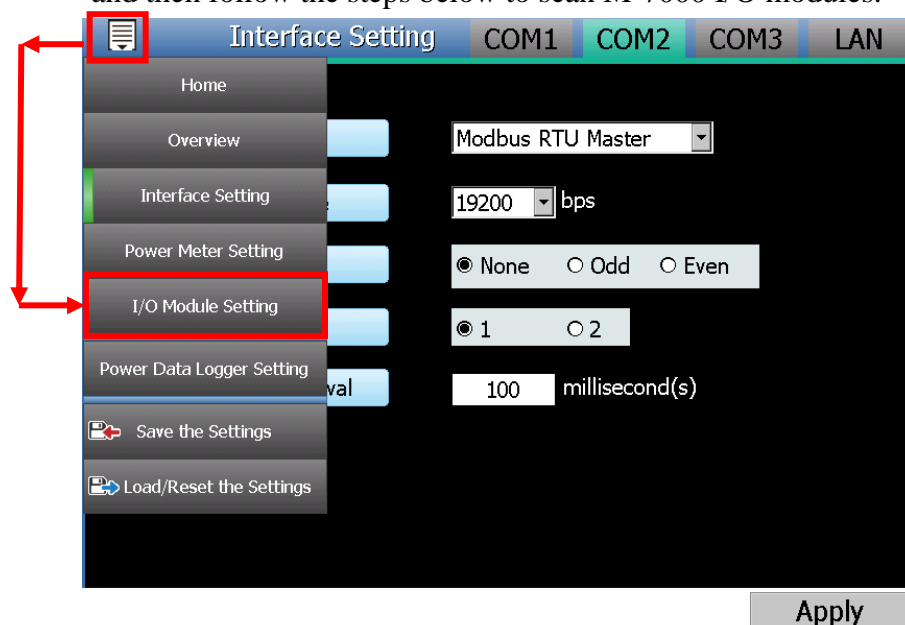 and then follow the steps below to scan M-7000 I/O modules.
Interface Setting COM1 COM2 COM3 LAN
Home
Overview
Modbus RTU Master
Interface Setting
19200 bps
Power Meter Setting
None Odd Even
I/O Module Setting
1 2
Power Data Logger Setting
val 100 millisecond(s)
Save the Settings
Load/Reset the Settings
Apply